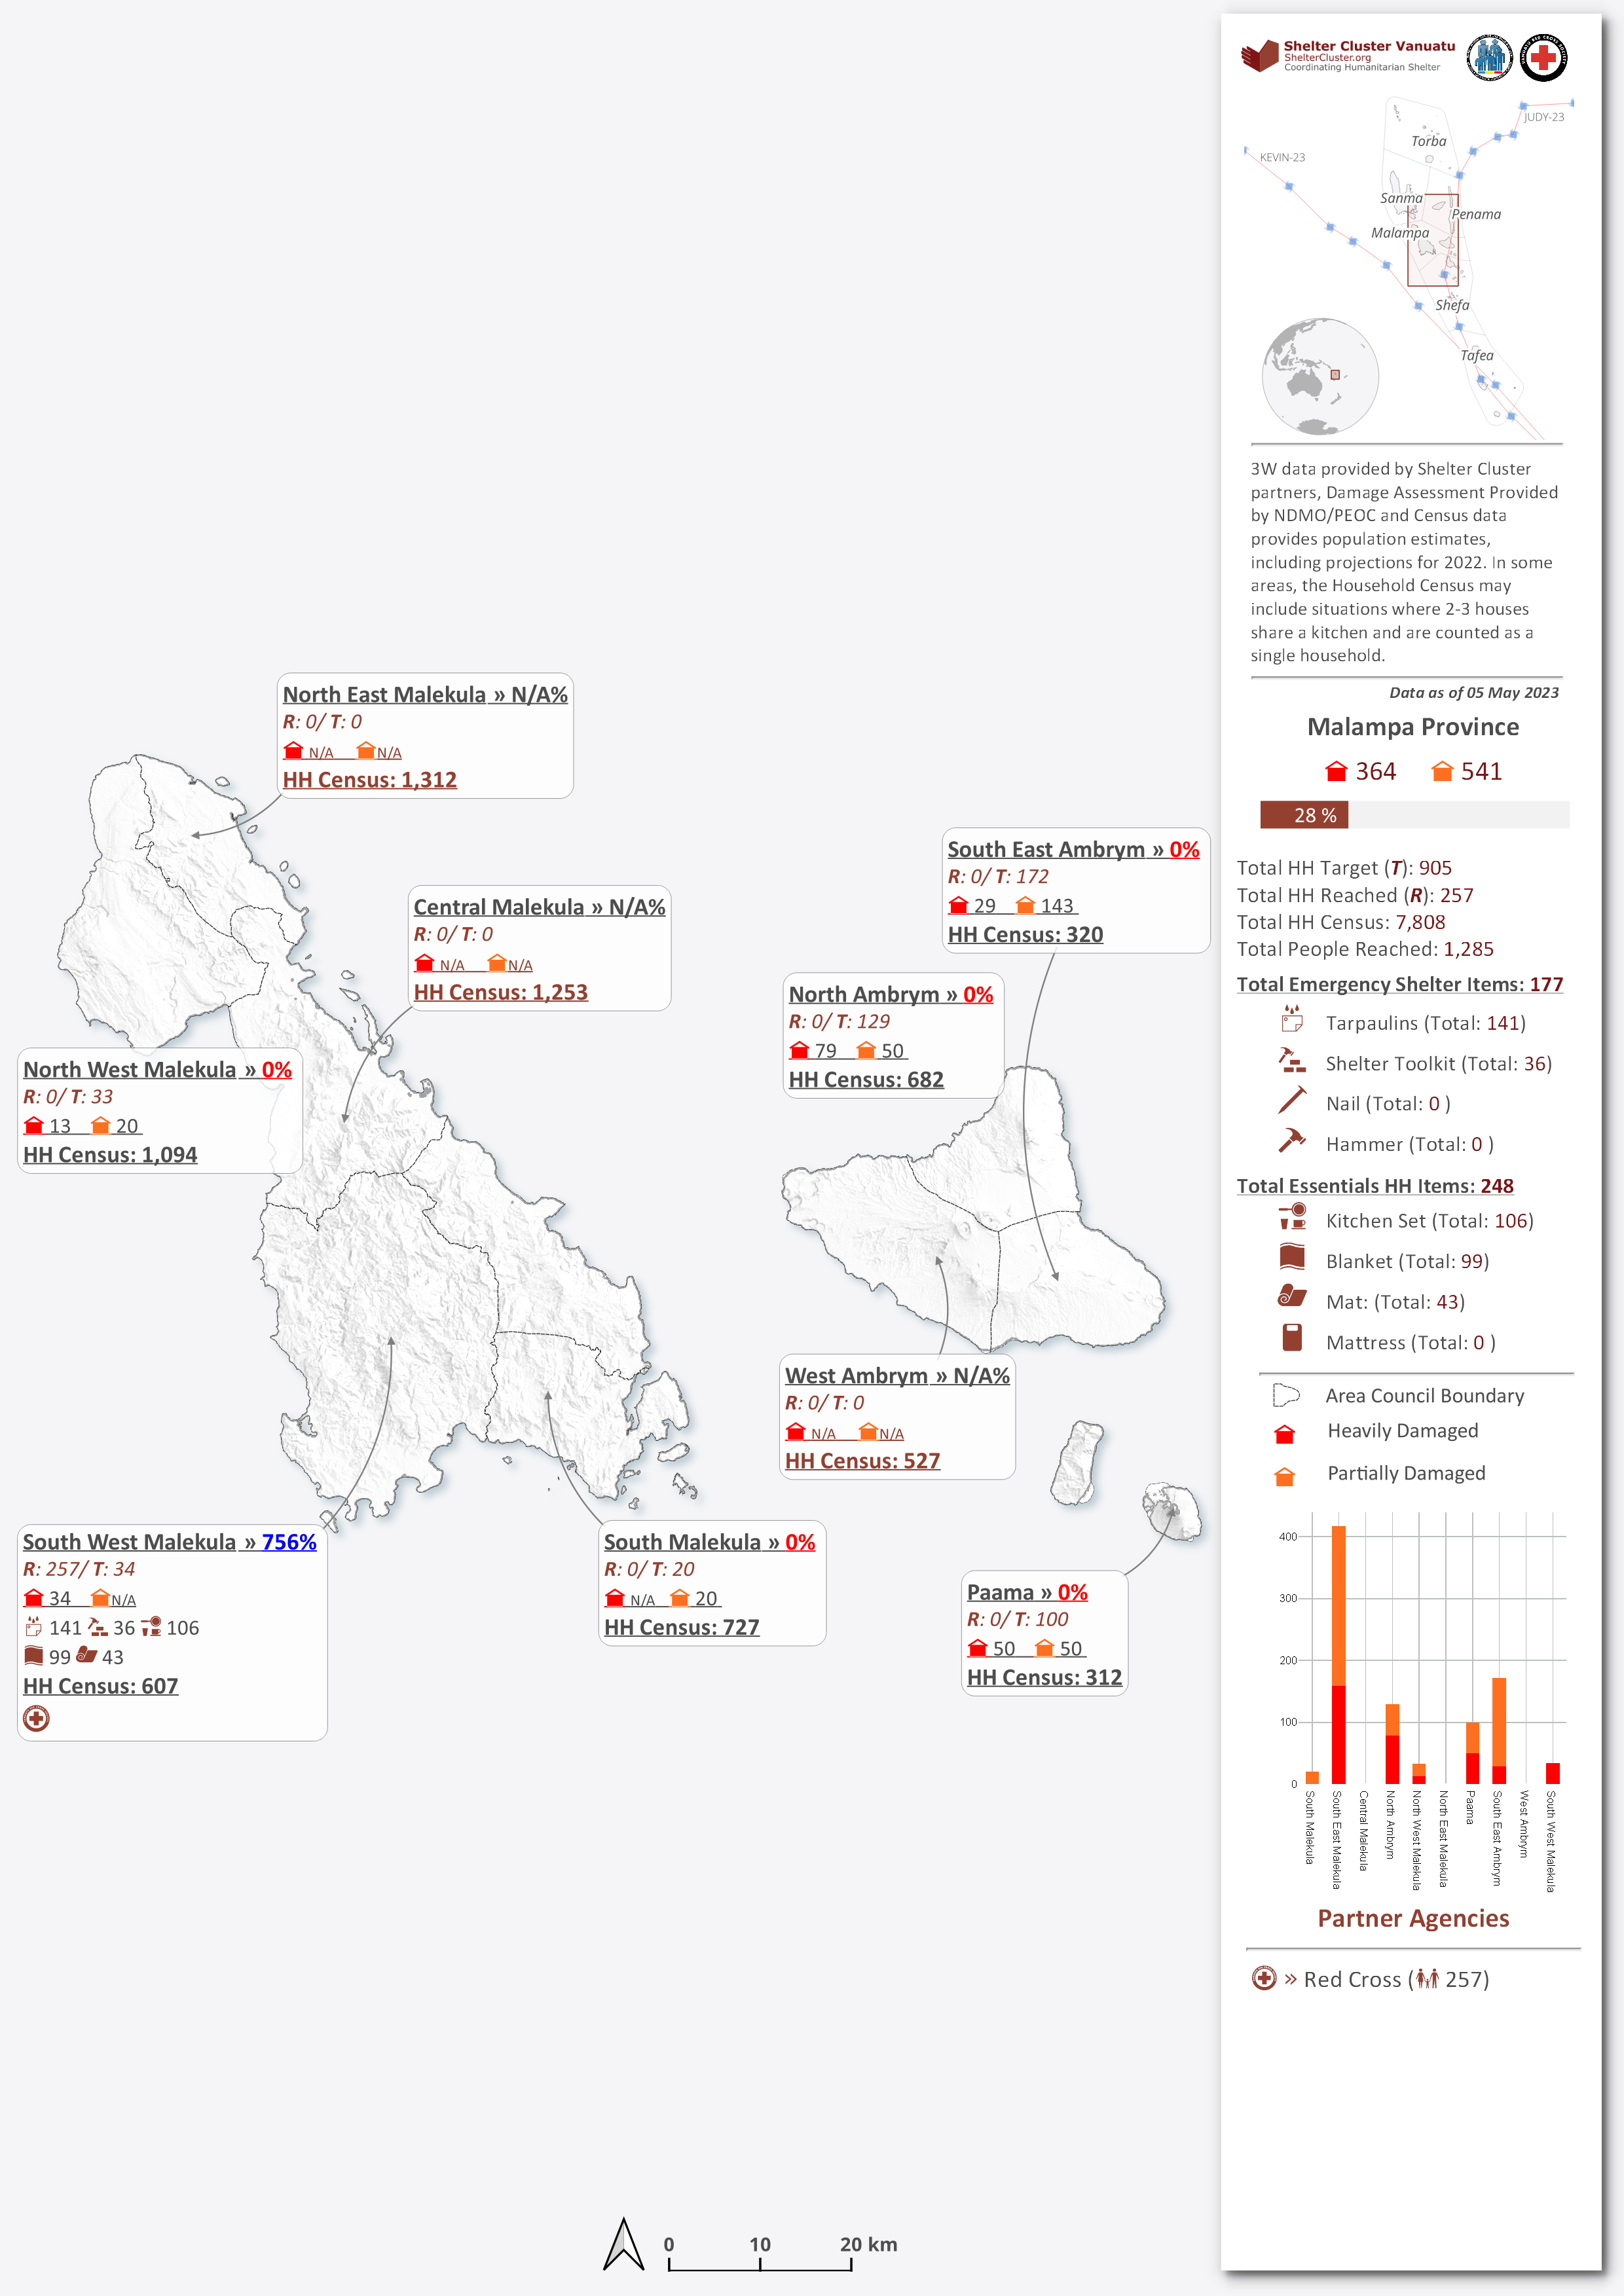 Shelter Cluster Vanuatu
ShelterCluster.org
Coordinating Humanitarian Shelter
JUDY-23
KEVIN-23
Torba
Sanma
Penama
Malampa
Shefa
Tafea
3W data provided by Shelter Cluster
partners, Damage Assessment Provided
by NDMO/PEOC and Census data
provides population estimates,
including projections for 2022. In some
areas, the Household Census may
include situations where 2-3 houses
share a kitchen and are counted as a
single household.
Data as of 05 May 2023
Malampa Province
364 541
28 %
Total HH Target (T): 905
Total HH Reached (R): 257
Total HH Census: 7,808
Total People Reached: 1,285
Total Emergency Shelter Items: 177
Tarpaulins (Total: 141)
Shelter Toolkit (Total: 36)
Nail (Total: 0 )
Hammer (Total: 0 )
Total Essentials HH Items: 248
Kitchen Set (Total: 106)
Blanket (Total: 99)
Mat: (Total: 43)
Mattress (Total: 0 )
Area Council Boundary
Heavily Damaged
Partially Damaged
400
300
200
100
0
South Malekula
South East Malekula
Central Malekula
North Ambrym
North West Malekula
North East Malekula
Paama
South East Ambrym
West Ambrym
South West Malekula
Partner Agencies
» Red Cross ( 257)
North East Malekula » N/A%
R: 0/ T: 0
N/A N/A
HH Census: 1,312
Central Malekula » N/A%
R: 0/ T: 0
N/A N/A
HH Census: 1,253
South East Ambrym » 0%
R: 0/ T: 172
29 143
HH Census: 320
North Ambrym » 0%
R: 0/ T: 129
79 50
HH Census: 682
North West Malekula » 0%
R: 0/ T: 33
13 20
HH Census: 1,094
West Ambrym » N/A%
R: 0/ T: 0
N/A N/A
HH Census: 527
South West Malekula » 756%
R: 257/ T: 34
34 N/A
141 36 106
99 43
HH Census: 607
South Malekula » 0%
R: 0/ T: 20
N/A 20
HH Census: 727
Paama » 0%
R: 0/ T: 100
50 50
HH Census: 312
0 10 20 km